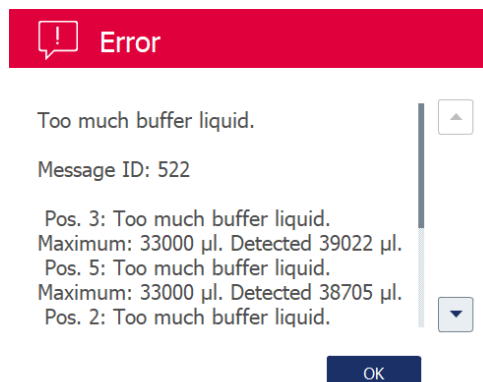 Error
Too much buffer liquid.
Message ID: 522
Pos. 3: Too much buffer liquid.
Maximum: 33000 µl. Detected 39022 µl.
Pos. 5: Too much buffer liquid.
Maximum: 33000 µl. Detected 38705 µl.
Pos. 2: Too much buffer liquid.
OK